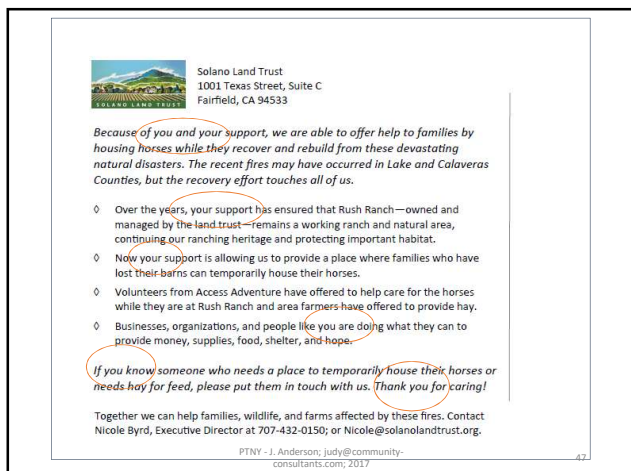 SOLANO LAND TRUST
Solano Land Trust
1001 Texas Street, Suite C
Fairfield, CA 94533
Because of you and your support, we are able to offer help to families by
housing horses while they recover and rebuild from these devastating
natural disasters. The recent fires may have occurred in Lake and Calaveras
Counties, but the recovery effort touches all of us.
◊ Over the years, your support has ensured that Rush Ranch—owned and
managed by the land trust—remains a working ranch and natural area,
continuing our ranching heritage and protecting important habitat.
◊ Now your support is allowing us to provide a place where families who have
lost their barns can temporarily house their horses.
◊ Volunteers from Access Adventure have offered to help care for the horses
while they are at Rush Ranch and area farmers have offered to provide hay.
◊ Businesses, organizations, and people like you are doing what they can to
provide money, supplies, food, shelter, and hope.
If you know someone who needs a place to temporarily house their horses or
needs hay for feed, please put them in touch with us. Thank you for caring!
Together we can help families, wildlife, and farms affected by these fires. Contact
Nicole Byrd, Executive Director at 707-432-0150; or Nicole@solanolandtrust.org.
PTNY - J. Anderson; judy@community-
consultants.com; 2017
47